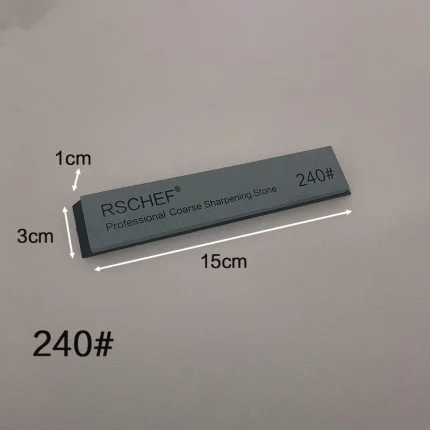 1cm
RSCHEF®
Professional Coarse Sharpening Stone
240#
3cm
15cm
240#